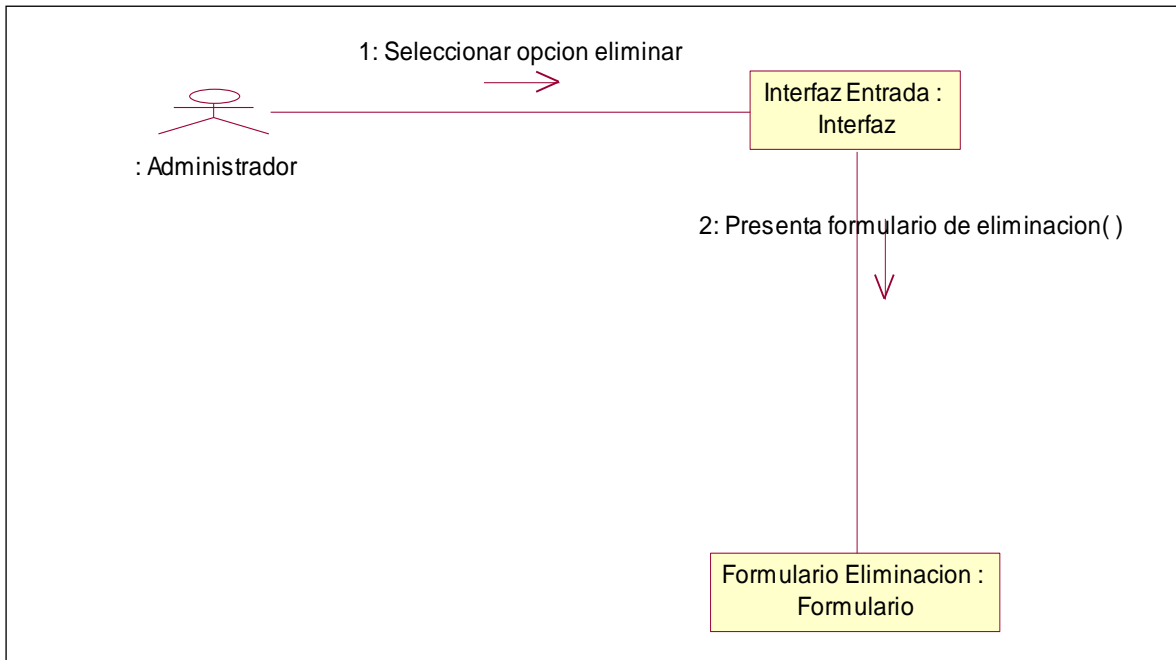 1: Seleccionar opcion eliminar
Interfaz Entrada :
Interfaz
: Administrador
2: Presenta formulario de eliminacion( )
Formulario Eliminacion :
Formulario